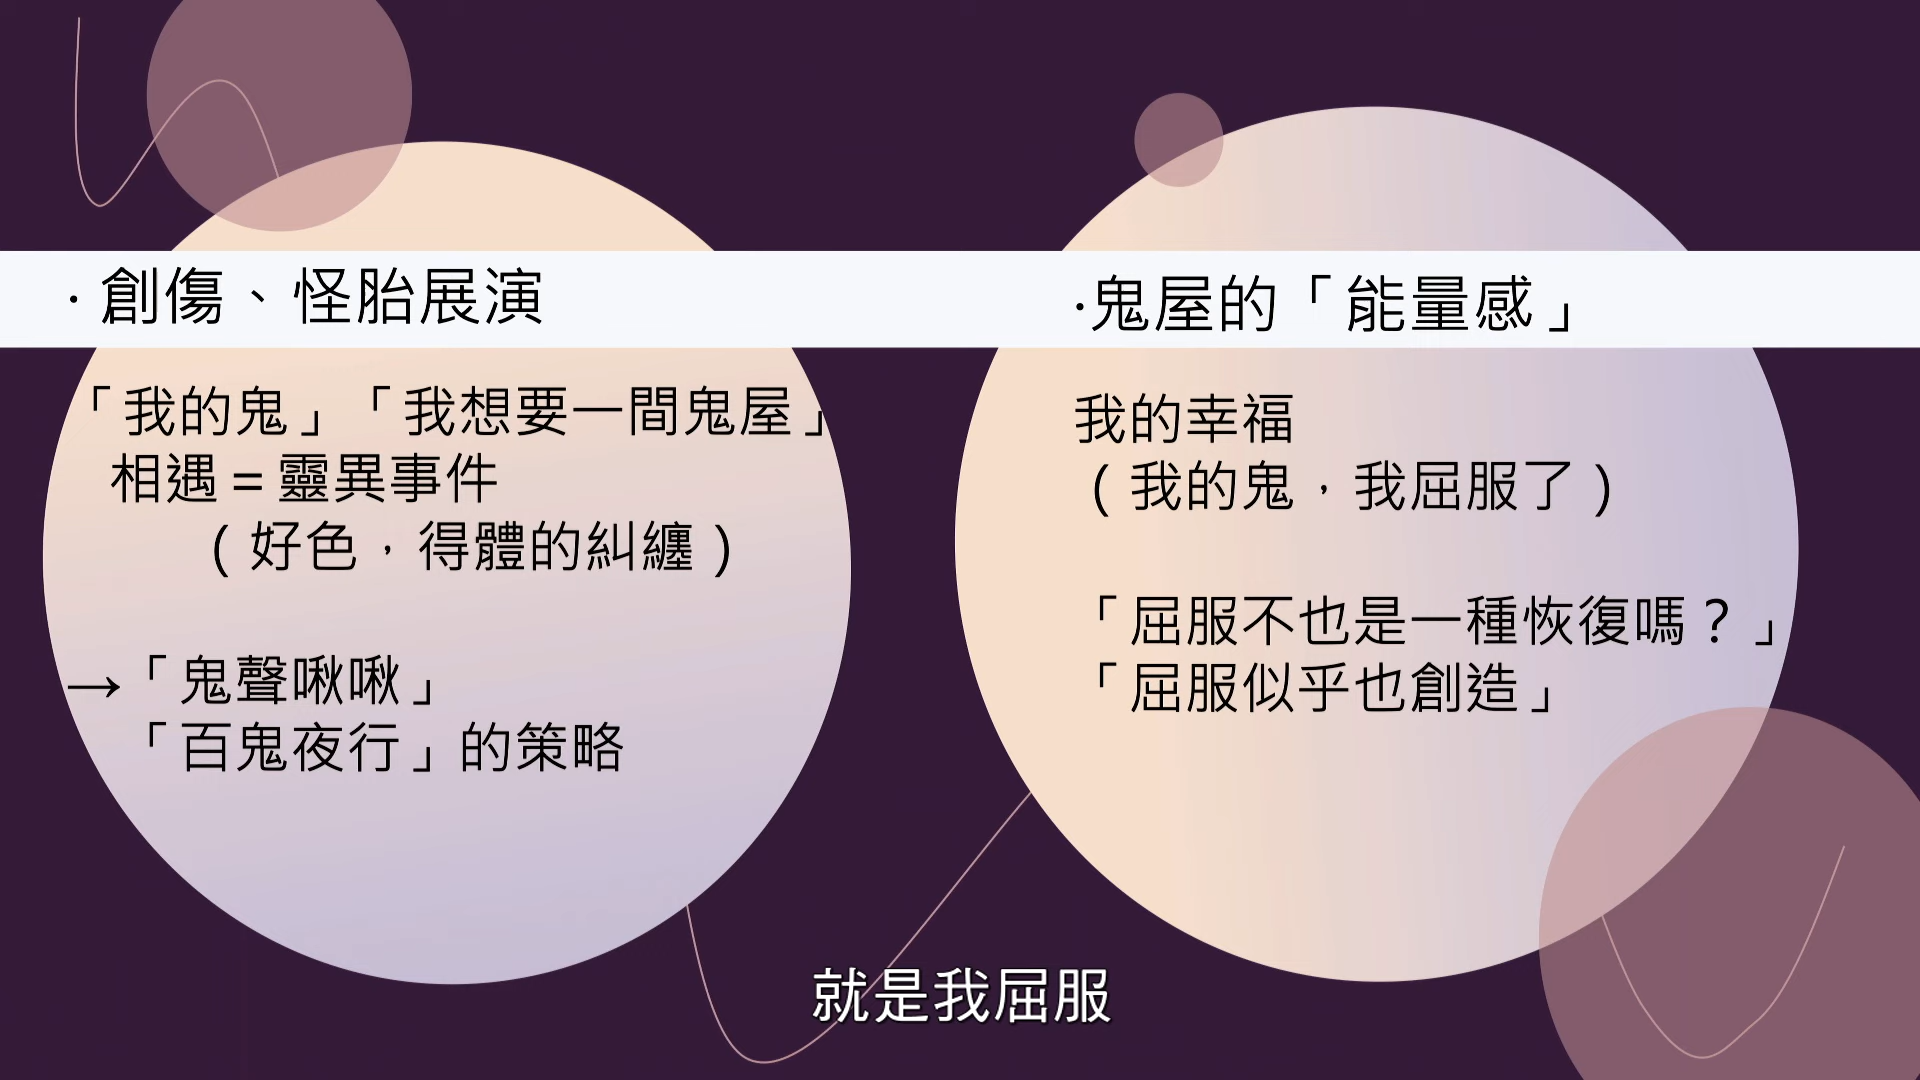 · 創傷、怪胎展演
「我的鬼」「我想要一間鬼屋」
相遇 = 靈異事件
（好色，得體的糾纏）
→「鬼聲啾啾」
「百鬼夜行」的策略
·鬼屋的「能量感」
我的幸福
（我的鬼，我屈服了）
「屈服不也是一種恢復嗎？」
「屈服似乎也創造」
就是我屈服